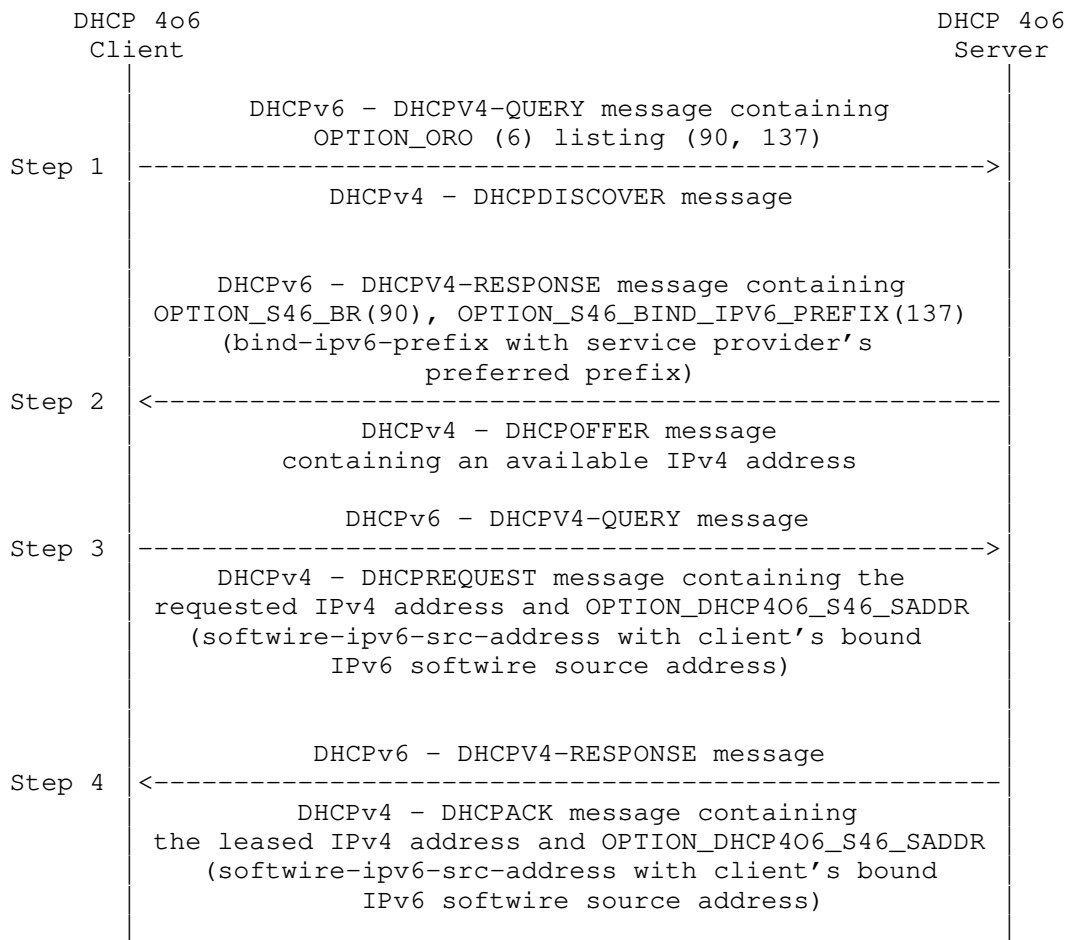 DHCP 4o6 DHCP 4o6
Client Server
DHCPv6 - DHCPV4-QUERY message containing
OPTION_ORO (6) listing (90, 137)
Step 1 |----------------------------------------------------->|
DHCPv4 - DHCPDISCOVER message
DHCPv6 - DHCPV4-RESPONSE message containing
OPTION_S46_BR(90), OPTION_S46_BIND_IPV6_PREFIX(137)
(bind-ipv6-prefix with service provider's
preferred prefix)
Step 2 |<-----------------------------------------------------|
DHCPv4 - DHCPOFFER message
containing an available IPv4 address
DHCPv6 - DHCPV4-QUERY message
Step 3 |----------------------------------------------------->|
DHCPv4 - DHCPREQUEST message containing the
requested IPv4 address and OPTION_DHCP4O6_S46_SADDR
(softwire-ipv6-src-address with client's bound
IPv6 softwire source address)
DHCPv6 - DHCPV4-RESPONSE message
Step 4 |<-----------------------------------------------------|
DHCPv4 - DHCPACK message containing
the leased IPv4 address and OPTION_DHCP4O6_S46_SADDR
(softwire-ipv6-src-address with client's bound
IPv6 softwire source address)